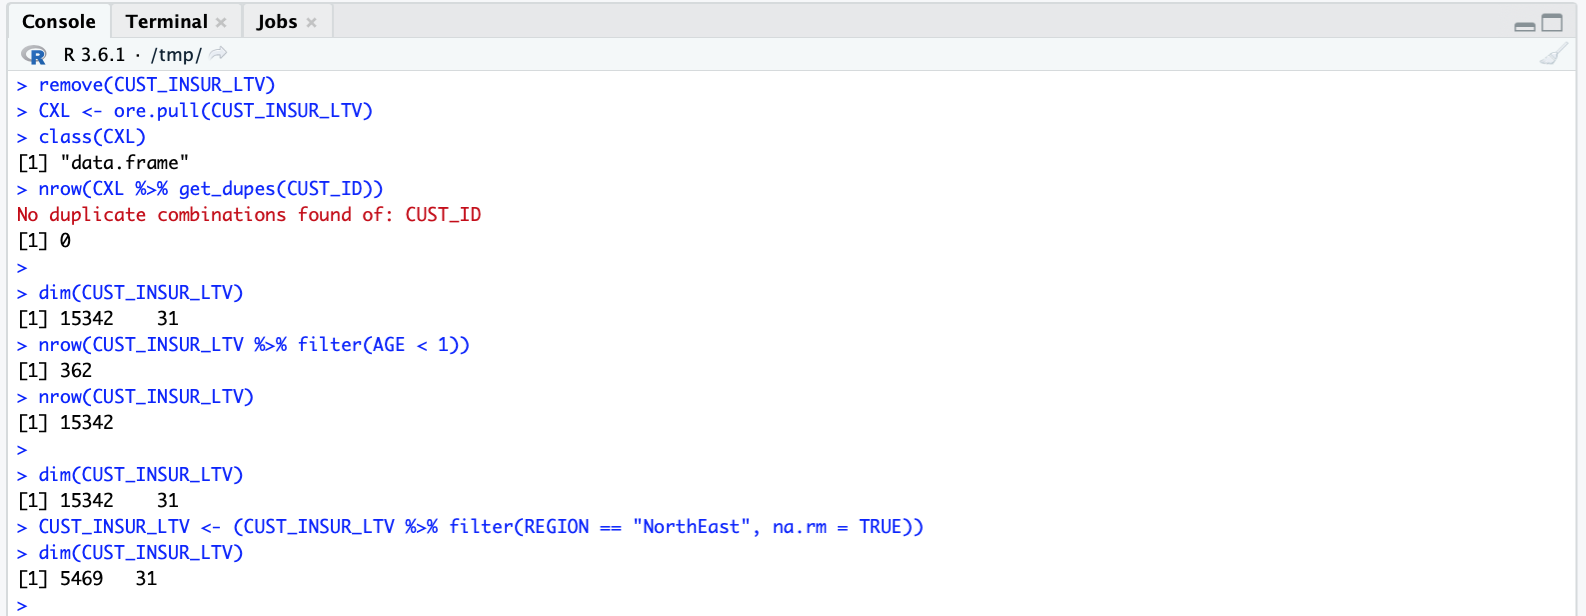 Console Terminal × Jobs ×
R R 3.6.1 · /tmp/
> remove(CUST_INSUR_LTV)
> CXL <- ore.pull(CUST_INSUR_LTV)
> class(CXL)
[1] "data.frame"
> nrow(CXL %>% get_dupes(CUST_ID))
No duplicate combinations found of: CUST_ID
[1] 0
>
> dim(CUST_INSUR_LTV)
[1] 15342    31
> nrow(CUST_INSUR_LTV %>% filter(AGE < 1))
[1] 362
> nrow(CUST_INSUR_LTV)
[1] 15342
>
> dim(CUST_INSUR_LTV)
[1] 15342    31
> CUST_INSUR_LTV <- (CUST_INSUR_LTV %>% filter(REGION == "NorthEast", na.rm = TRUE))
> dim(CUST_INSUR_LTV)
[1] 5469   31
>